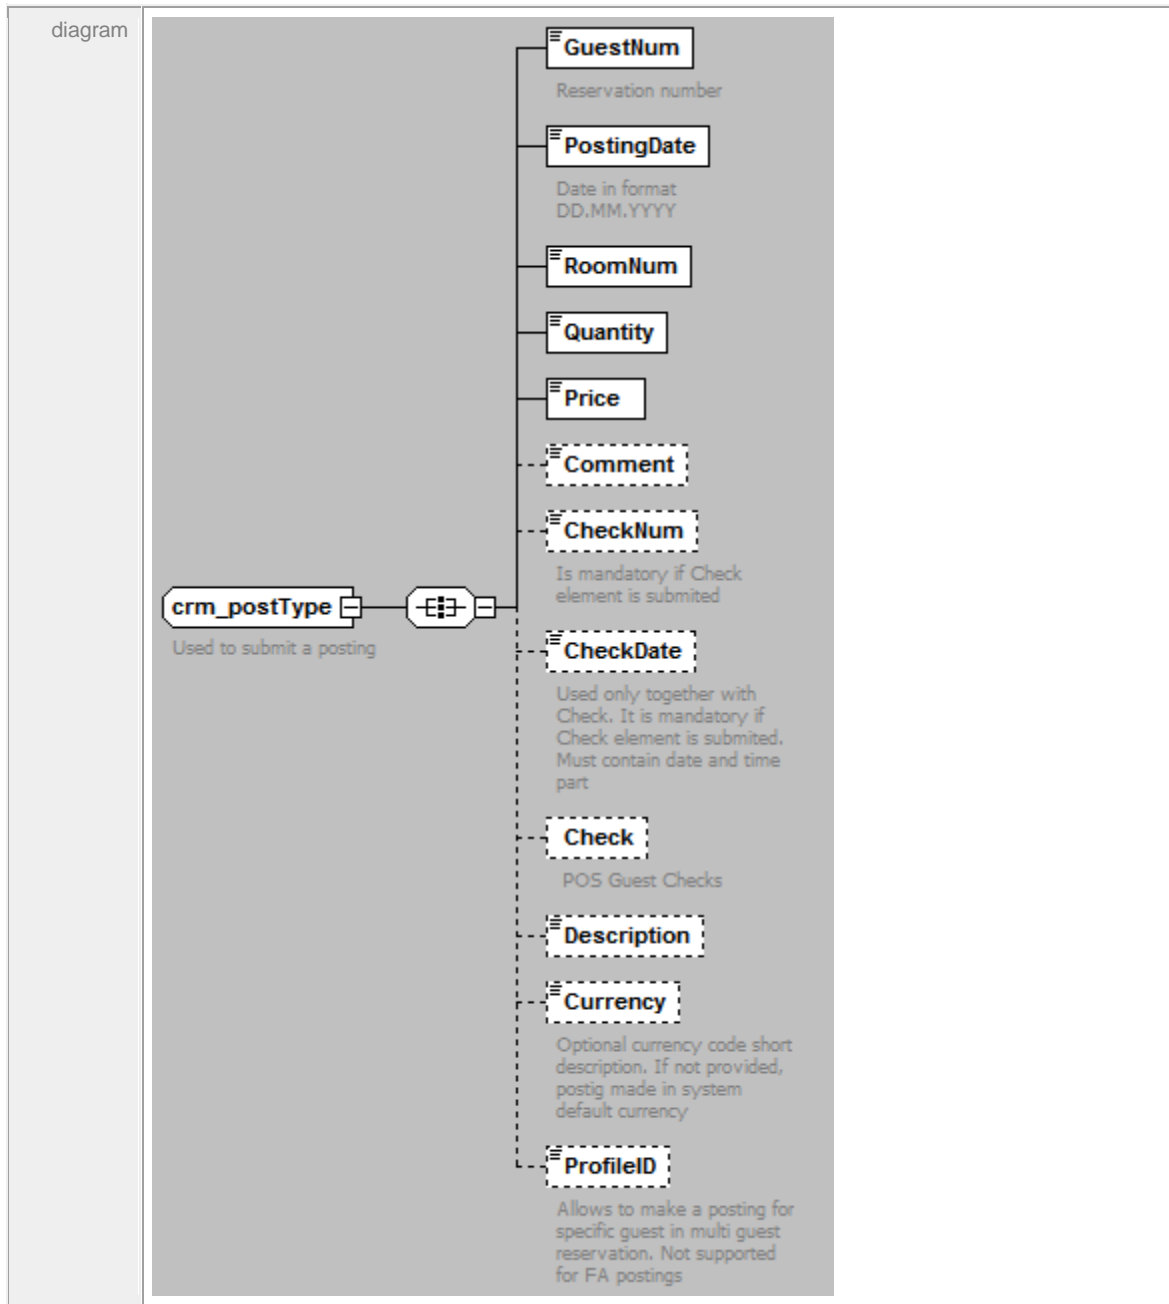 diagram
GuestNum
Reservation number
PostingDate
Date in format
DD.MM.YYYY
RoomNum
Quantity
Price
Comment
CheckNum
Is mandatory if Check
element is submited
crm_postType
Used to submit a posting
CheckDate
Used only together with
Check. It is mandatory if
Check element is submited.
Must contain date and time
part
Check
POS Guest Checks
Description
Currency
Optional currency code short
description. If not provided,
postig made in system
default currency
ProfileID
Allows to make a posting for
specific guest in multi guest
reservation. Not supported
for FA postings